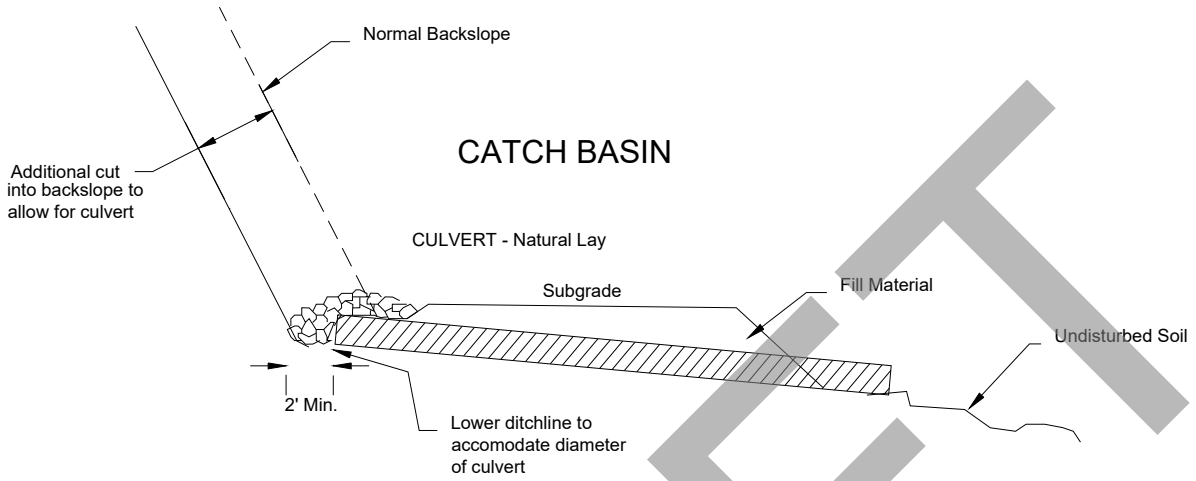 Normal Backslope
CATCH BASIN
Additional cut
into backslope to
allow for culvert
CULVERT - Natural Lay
Subgrade
Fill Material
Undisturbed Soil
2' Min.
Lower ditchline to
accomodate diameter
of culvert